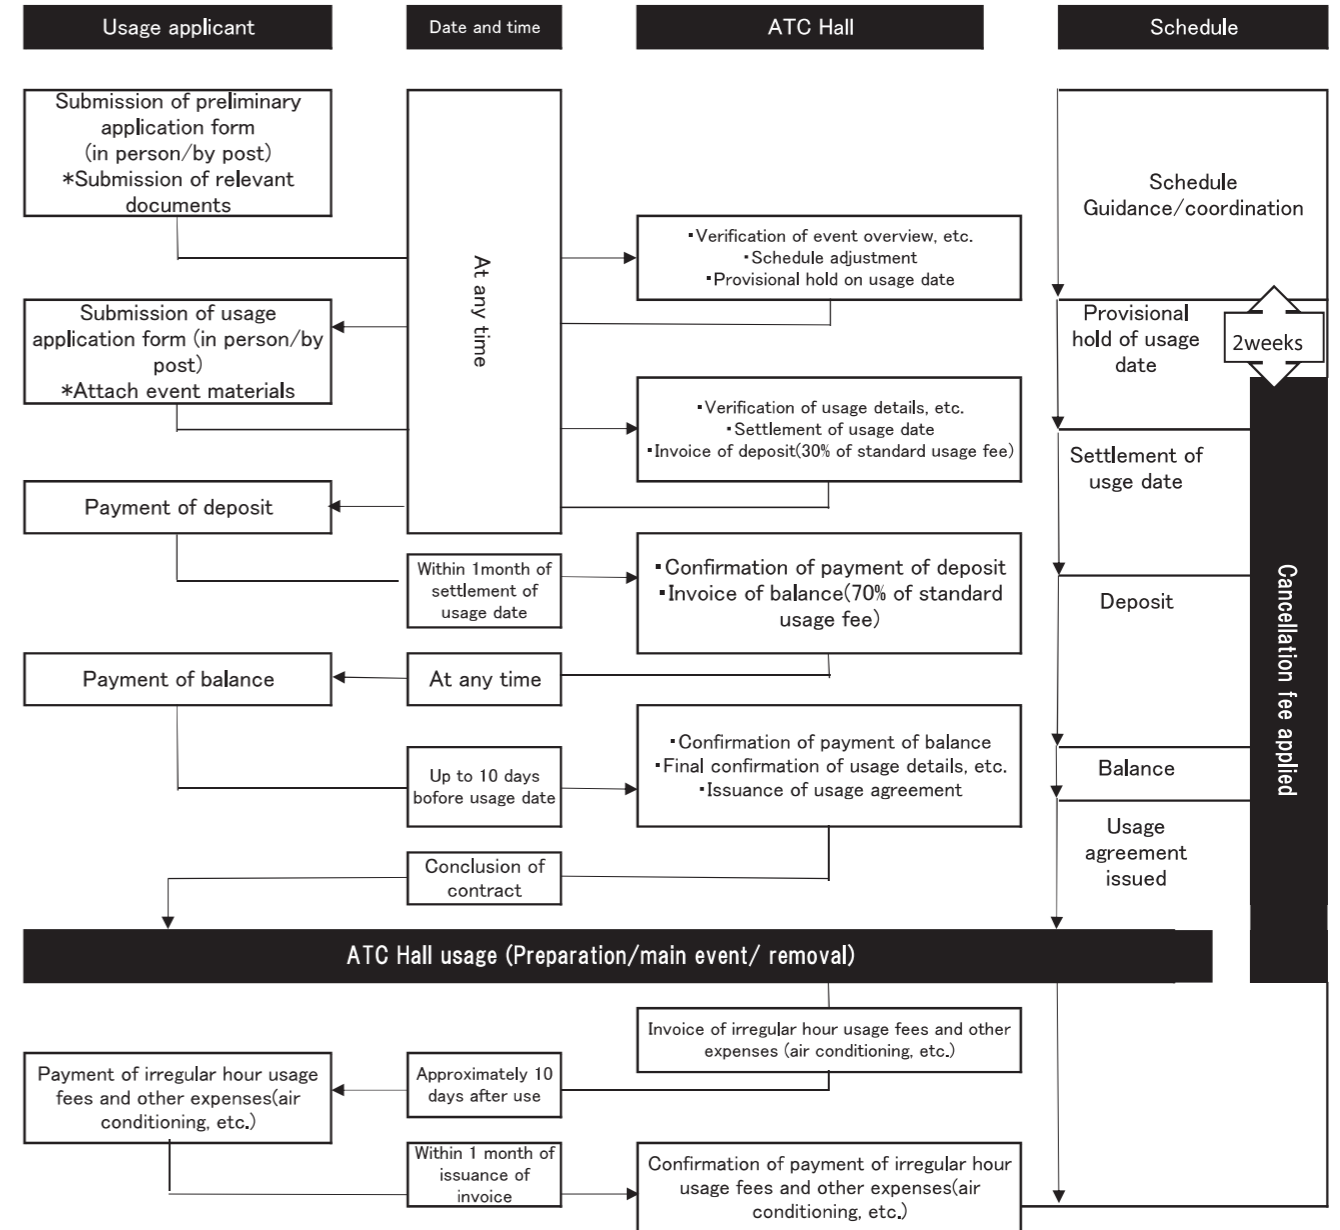 Usage applicant
Date and time
ATC Hall
Schedule
Submission of preliminary
application form
(in person/by post)
*Submission of relevant
documents
At any time
Schedule
Guidance/coordination
▪Verification of event overview, etc.
▪Schedule adjustment
▪Provisional hold on usage date
Submission of usage
application form (in person/by
post)
*Attach event materials
Provisional
hold of usage
date
2weeks
▪Verification of usage details, etc.
▪Settlement of usage date
▪Invoice of deposit(30% of standard usage fee)
Settlement of
usge date
Payment of deposit
Within 1month of
settlement of
usage date
▪Confirmation of payment of deposit
▪Invoice of balance(70% of standard
usage fee)
Deposit
Cancellation fee applied
Payment of balance
At any time
Up to 10 days
bofore usage date
▪Confirmation of payment of balance
▪Final confirmation of usage details, etc.
▪Issuance of usage agreement
Balance
Usage
agreement
issued
Conclusion of
contract
ATC Hall usage (Preparation/main event/ removal)
Invoice of irregular hour usage fees and other
expenses (air conditioning, etc.)
Payment of irregular hour usage
fees and other expenses(air
conditioning, etc.)
Approximately 10
days after use
Within 1 month of
issuance of
invoice
Confirmation of payment of irregular hour
usage fees and other expenses(air
conditioning, etc.)